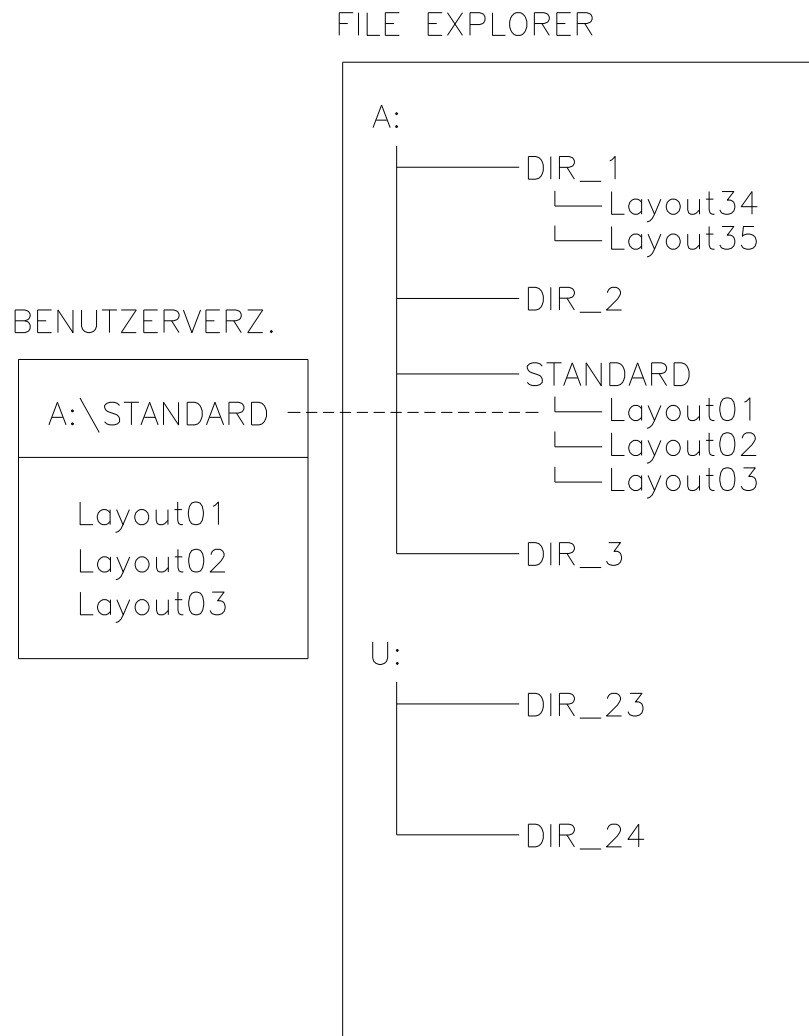 FILE EXPLORER
A:
DIR_1
Layout34
Layout35
DIR_2
STANDARD
Layout01
Layout02
Layout03
DIR_3
U:
DIR_23
DIR_24
BENUTZERVERZ.
A:\STANDARD
Layout01
Layout02
Layout03